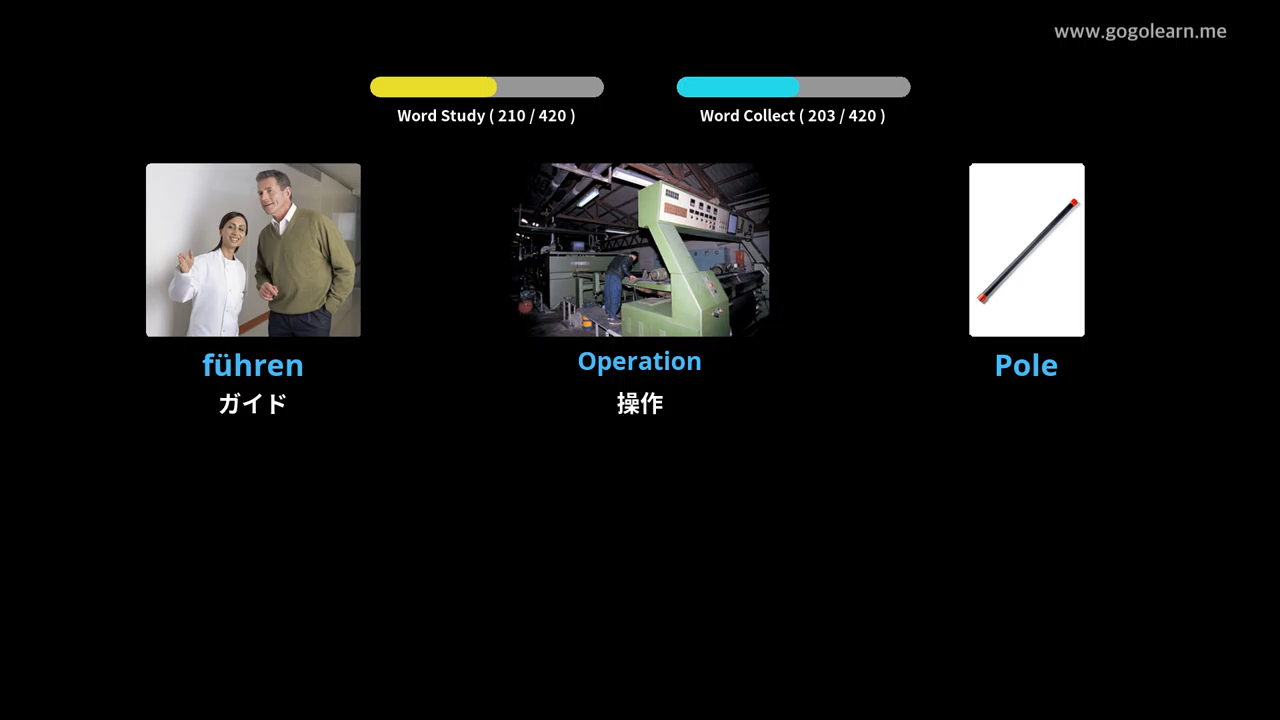 www.gogolearn.me
Word Study ( 210 / 420 )
Word Collect ( 203 / 420 )
führen
Operation
Pole
ガイド
操作